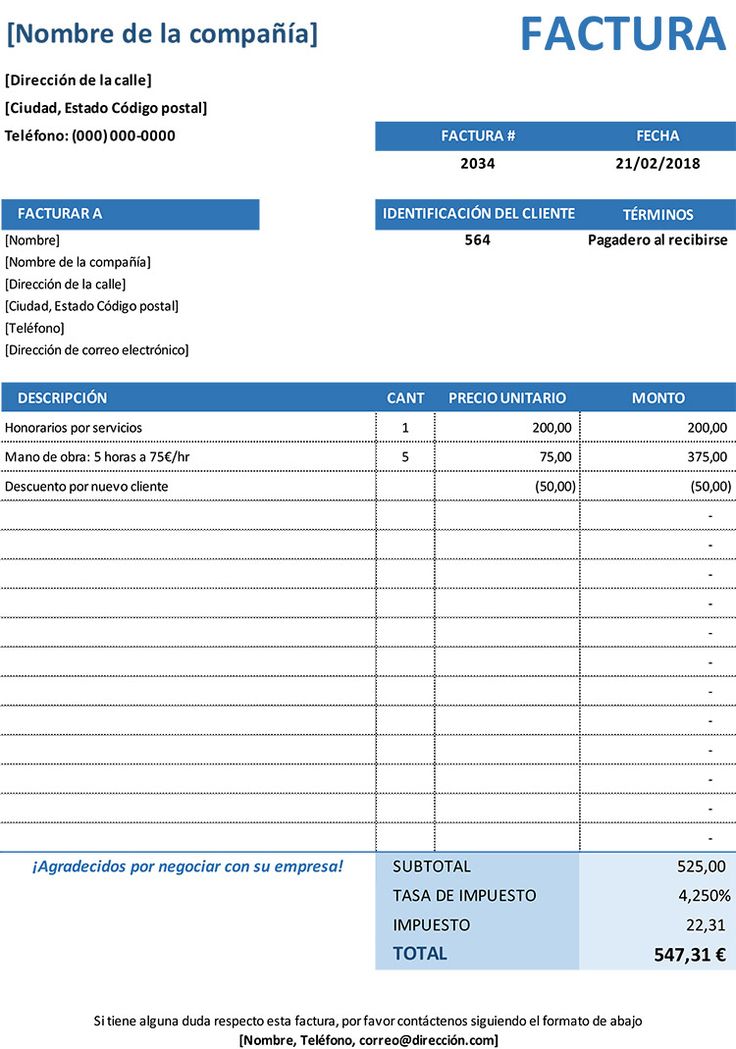 [Nombre de la compañía] FACTURA
[Dirección de la calle]
[Ciudad, Estado Código postal]
Teléfono: (000) 000-0000 FACTURA # FECHA
2034 21/02/2018
FACTURAR A IDENTIFICACIÓN DEL CLIENTE TÉRMINOS
[Nombre] 564 Pagadero al recibirse
[Nombre de la compañía]
[Dirección de la calle]
[Ciudad, Estado Código postal]
[Teléfono]
[Dirección de correo electrónico]
DESCRIPCIÓN CANT PRECIO UNITARIO MONTO
Honorarios por servicios 1 200,00 200,00
Mano de obra: 5 horas a 75€/hr 5 75,00 375,00
Descuento por nuevo cliente (50,00) (50,00)
-
-
-
-
-
-
-
-
-
-
-
-
¡Agradecidos por negociar con su empresa! SUBTOTAL 525,00
TASA DE IMPUESTO 4,250%
IMPUESTO 22,31
TOTAL 547,31 €
Si tiene alguna duda respecto esta factura, por favor contáctenos siguiendo el formato de abajo
[Nombre, Teléfono, correo@dirección.com]